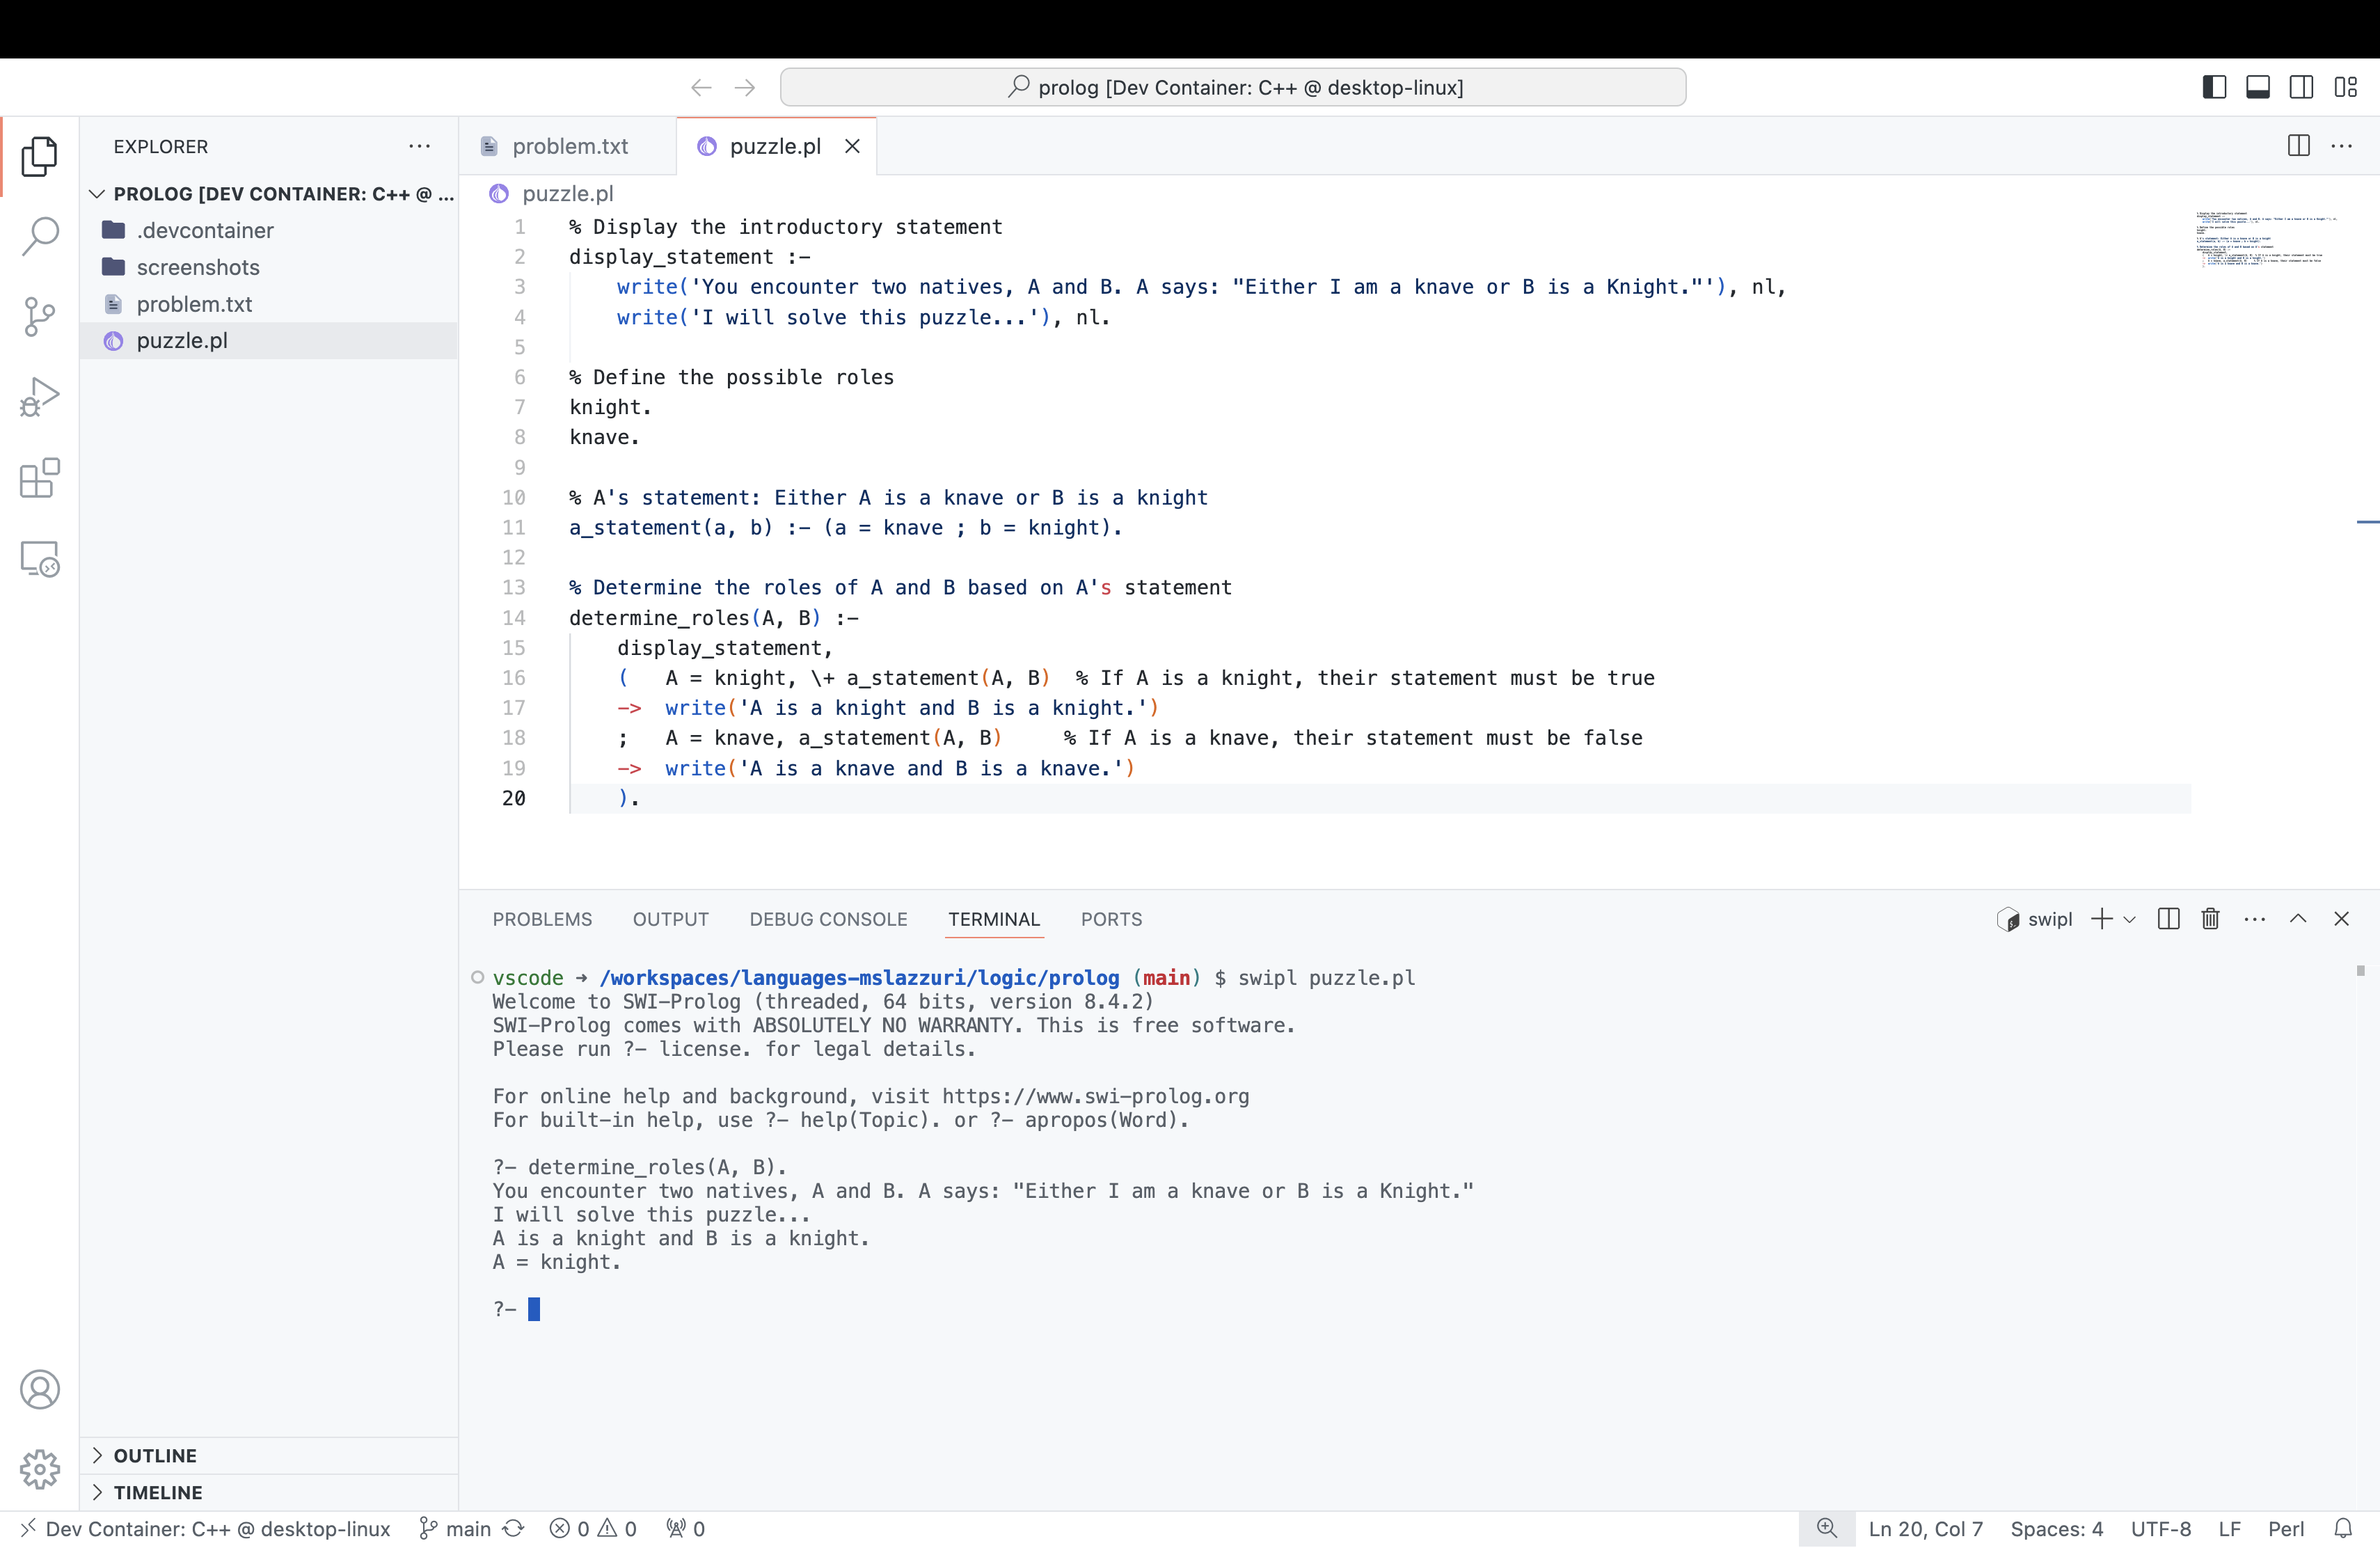 prolog [Dev Container: C++ @ desktop-linux]
EXPLORER
PROLOG [DEV CONTAINER: C++ @ ...
.devcontainer
screenshots
problem.txt
puzzle.pl
OUTLINE
TIMELINE
problem.txt
puzzle.pl
puzzle.pl
1 % Display the introductory statement
2 display_statement :-
3     write('You encounter two natives, A and B. A says: "Either I am a knave or B is a Knight."'), nl,
4     write('I will solve this puzzle...'), nl.
5
6 % Define the possible roles
7 knight.
8 knave.
9
10 % A's statement: Either A is a knave or B is a knight
11 a_statement(a, b) :- (a = knave ; b = knight).
12
13 % Determine the roles of A and B based on A's statement
14 determine_roles(A, B) :-
15     display_statement,
16     (   A = knight, \+ a_statement(A, B)  % If A is a knight, their statement must be true
17     ->  write('A is a knight and B is a knight.')
18     ;   A = knave, a_statement(A, B)     % If A is a knave, their statement must be false
19     ->  write('A is a knave and B is a knave.')
20     ).
PROBLEMS OUTPUT DEBUG CONSOLE TERMINAL PORTS
swipl
vscode → /workspaces/languages-mslazzuri/logic/prolog (main) $ swipl puzzle.pl
Welcome to SWI-Prolog (threaded, 64 bits, version 8.4.2)
SWI-Prolog comes with ABSOLUTELY NO WARRANTY. This is free software.
Please run ?- license. for legal details.
For online help and background, visit https://www.swi-prolog.org
For built-in help, use ?- help(Topic). or ?- apropos(Word).
?- determine_roles(A, B).
You encounter two natives, A and B. A says: "Either I am a knave or B is a Knight."
I will solve this puzzle...
A is a knight and B is a knight.
A = knight.
?-
Dev Container: C++ @ desktop-linux main 0 0 0 Ln 20, Col 7 Spaces: 4 UTF-8 LF Perl